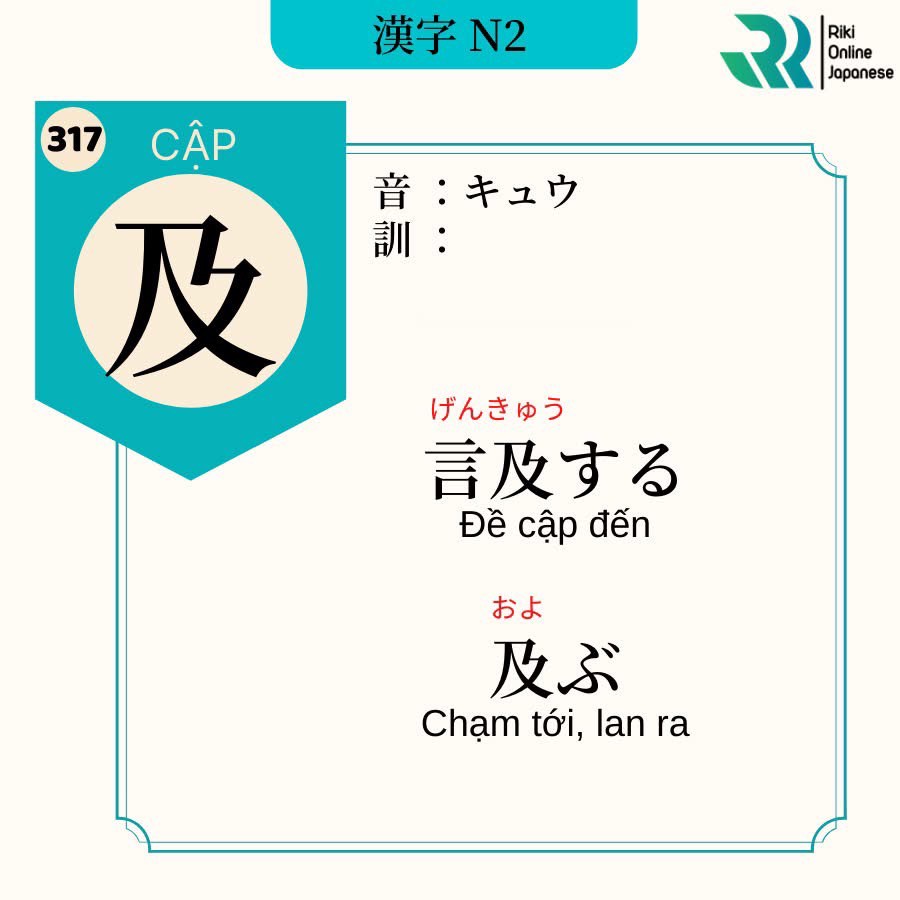 漢字 N2
Riki
Online
Japanese
317
CẬP
及
音 ：キュウ
訓 ：
げんきゅう
言及する
Đề cập đến
およ
及ぶ
Chạm tới, lan ra